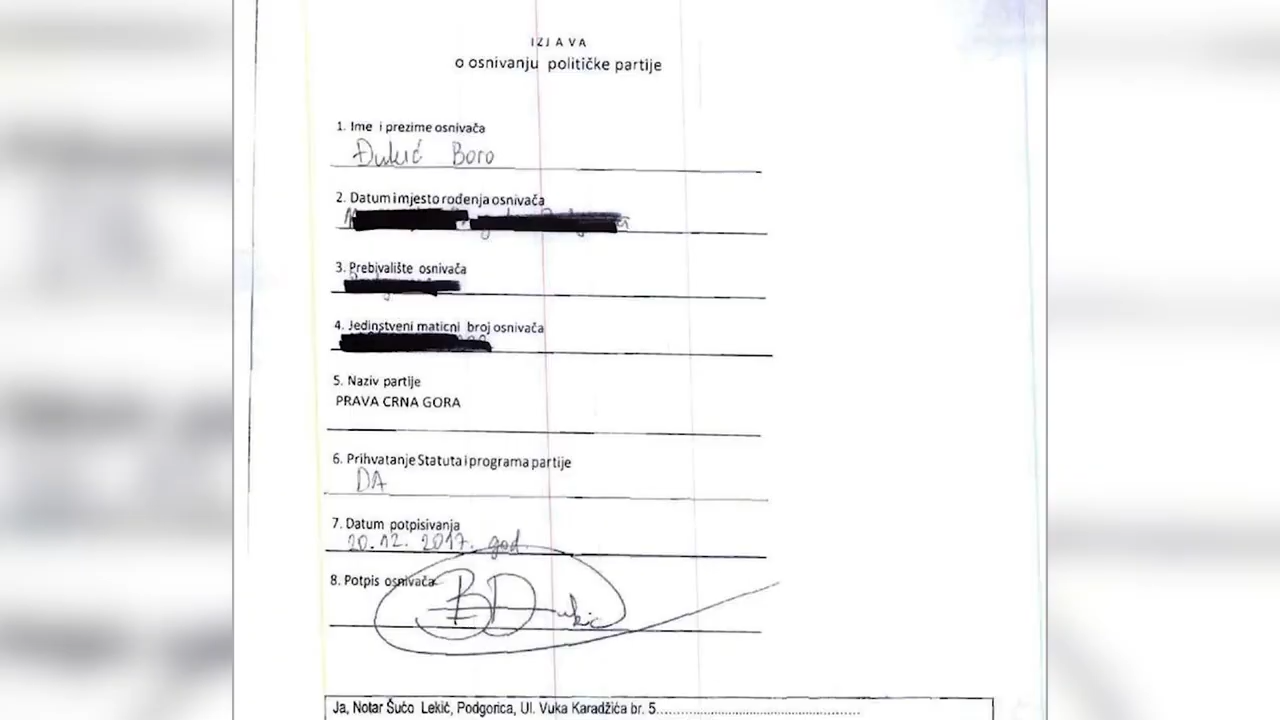 IZJAVA
o osnivanju političke partije
1. Ime i prezime osnivača
Đukić Boro
2. Datum i mjesto rođenja osnivača
3. Prebivalište osnivača
4. Jedinstveni maticni broj osnivača
5. Naziv partije
PRAVA CRNA GORA
6. Prihvatanje Statuta i programa partije
DA
7. Datum potpisivanja
20.12. 2017. god.
8. Potpis osnivača
BĐukić
Ja, Notar Šućo Lekić, Podgorica, Ul. Vuka Karadžića br. 5